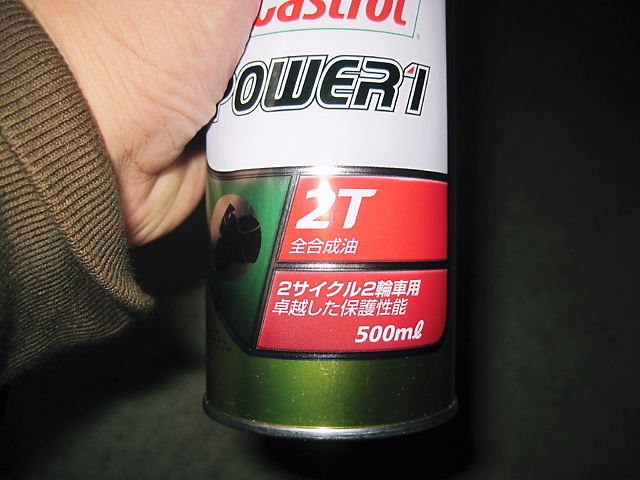 Castrol
POWER1
2T
全合成油
2サイクル2輪車用
卓越した保護性能
500mℓ